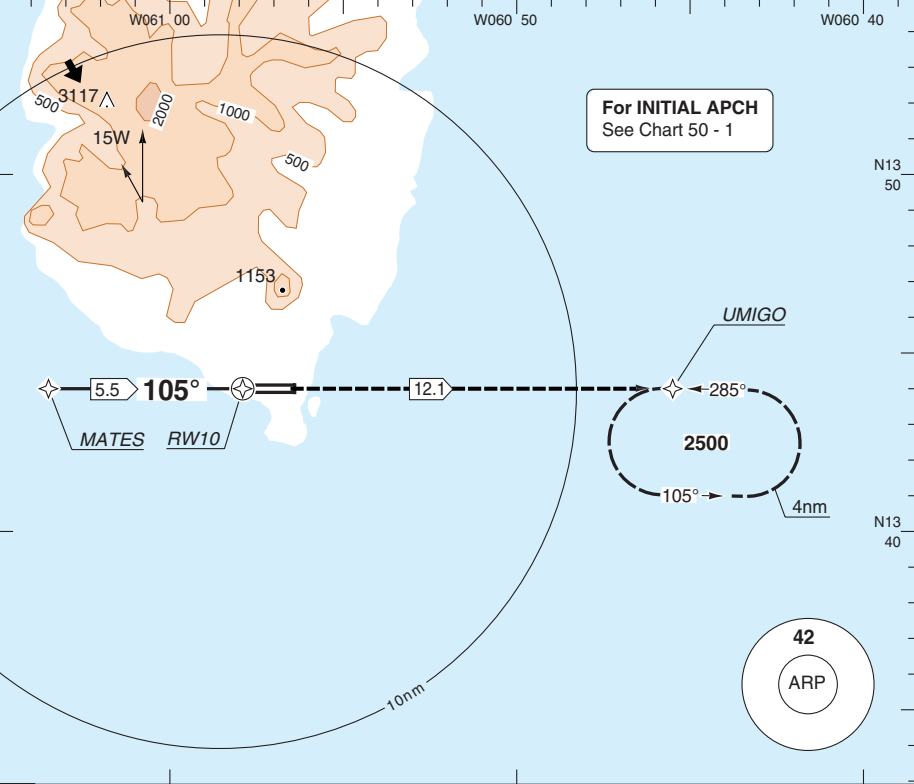 W061 00
W060 50
W060 40
3117
500
2000
1000
15W
500
For INITIAL APCH
See Chart 50 - 1
N13
50
1153
UMIGO
5.5
105°
12.1
285°
MATES
RW10
2500
105°
4nm
N13
40
42
ARP
10nm